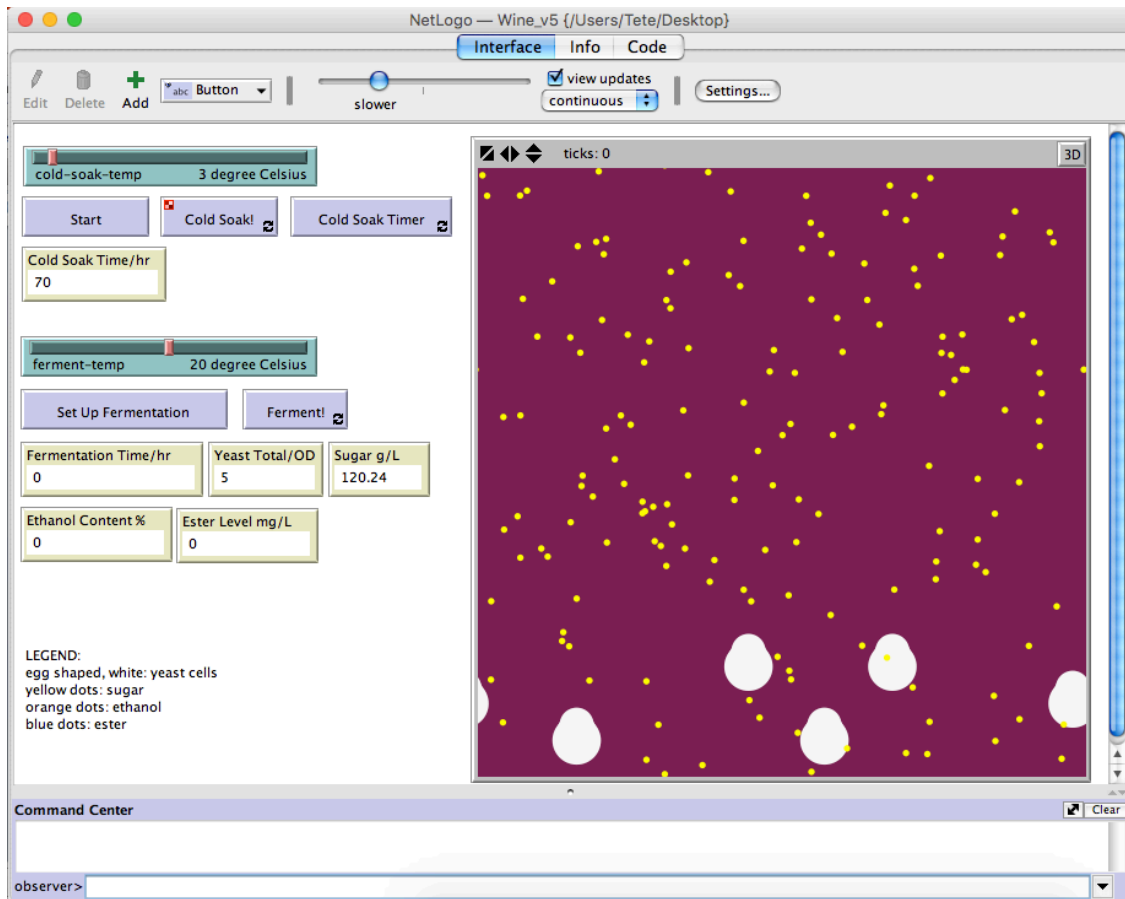 NetLogo — Wine_v5 {/Users/Tete/Desktop}
Interface Info Code
Edit Delete Add abc Button slower view updates continuous Settings...
ticks: 0 3D
cold-soak-temp 3 degree Celsius
Start Cold Soak! Cold Soak Timer
Cold Soak Time/hr
70
ferment-temp 20 degree Celsius
Set Up Fermentation Ferment!
Fermentation Time/hr Yeast Total/OD Sugar g/L
0 5 120.24
Ethanol Content % Ester Level mg/L
0 0
LEGEND:
egg shaped, white: yeast cells
yellow dots: sugar
orange dots: ethanol
blue dots: ester
Command Center Clear
observer>